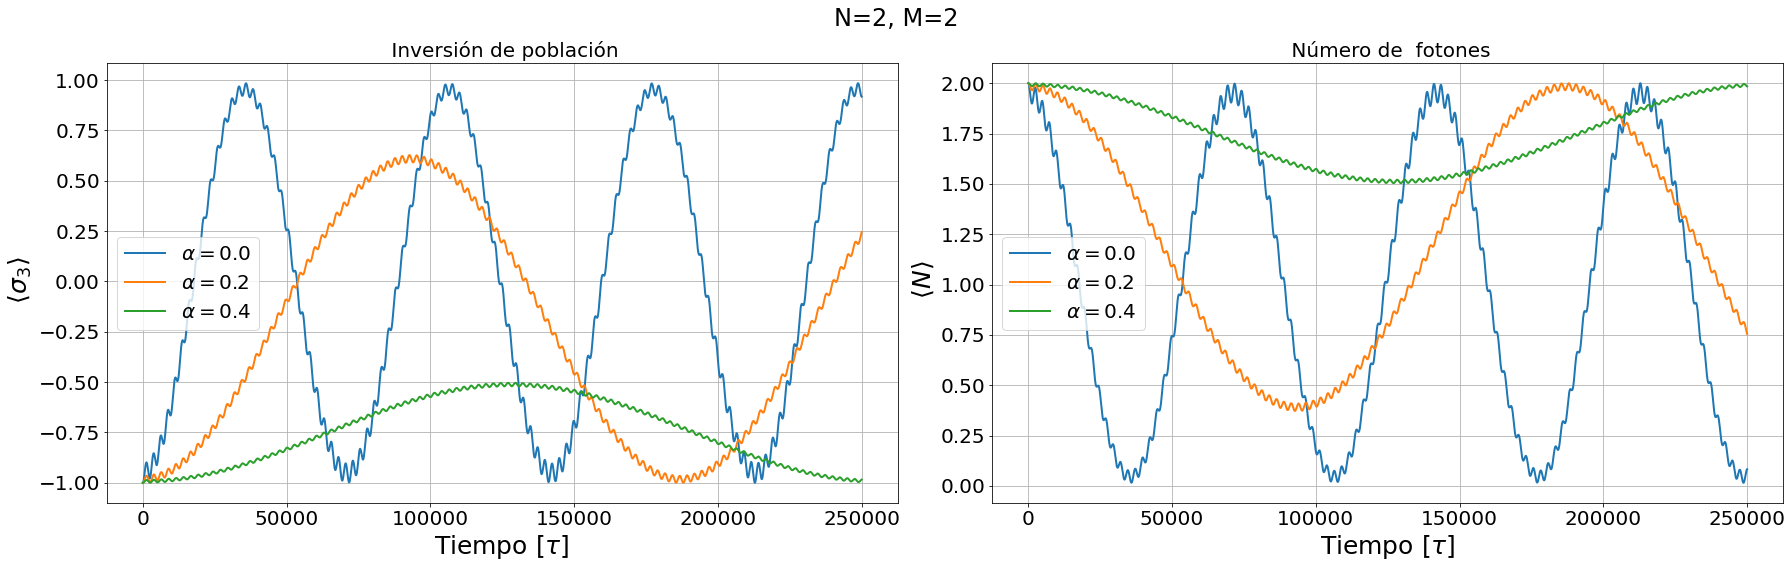 N=2, M=2
Inversión de población
⟨σ₃⟩
1.00
0.75
0.50
0.25
0.00
−0.25
−0.50
−0.75
−1.00
α = 0.0
α = 0.2
α = 0.4
0 50000 100000 150000 200000 250000
Tiempo [τ]
Número de fotones
⟨N⟩
2.00
1.75
1.50
1.25
1.00
0.75
0.50
0.25
0.00
α = 0.0
α = 0.2
α = 0.4
0 50000 100000 150000 200000 250000
Tiempo [τ]